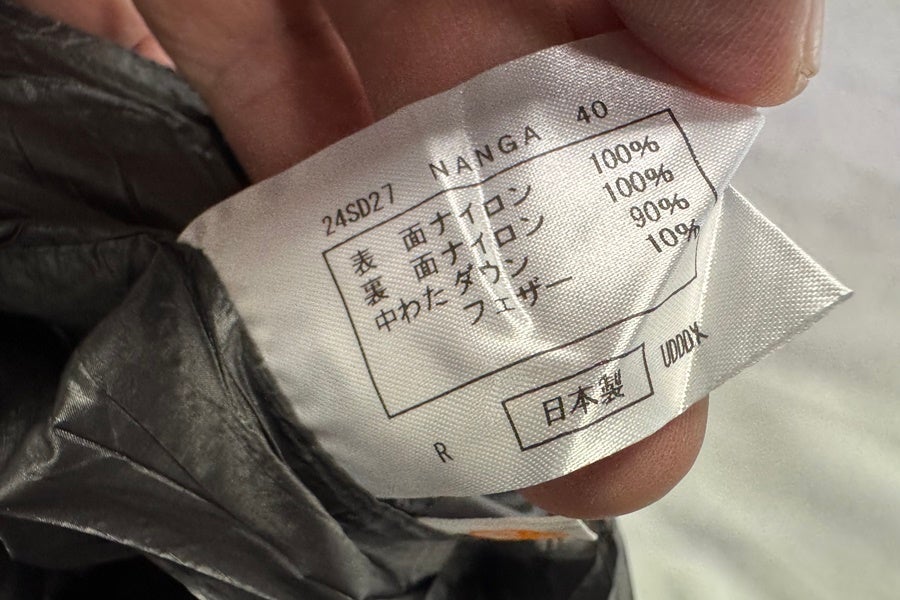 24SD27 NANGA 40
表 面 ナイロン 100%
裏 面 ナイロン 100%
中わた ダウン 90%
フェザー 10%
日本製 UDDD
R